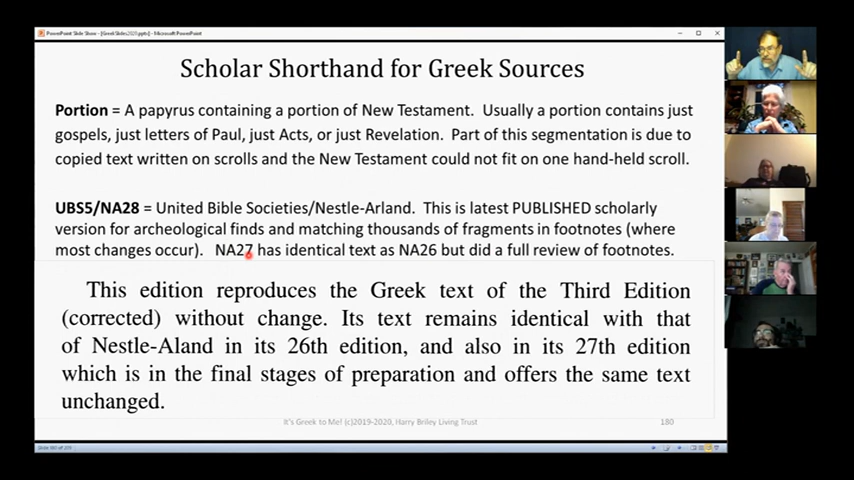 PowerPoint Slide Show - [GreekSlides2020.pptx] - Microsoft PowerPoint
Scholar Shorthand for Greek Sources
Portion = A papyrus containing a portion of New Testament. Usually a portion contains just
gospels, just letters of Paul, just Acts, or just Revelation. Part of this segmentation is due to
copied text written on scrolls and the New Testament could not fit on one hand-held scroll.
UBS5/NA28 = United Bible Societies/Nestle-Arland. This is latest PUBLISHED scholarly
version for archeological finds and matching thousands of fragments in footnotes (where
most changes occur). NA27 has identical text as NA26 but did a full review of footnotes.
This edition reproduces the Greek text of the Third Edition
(corrected) without change. Its text remains identical with that
of Nestle-Aland in its 26th edition, and also in its 27th edition
which is in the final stages of preparation and offers the same text
unchanged.
It's Greek to Me! (c)2019-2020, Harry Briley Living Trust
180